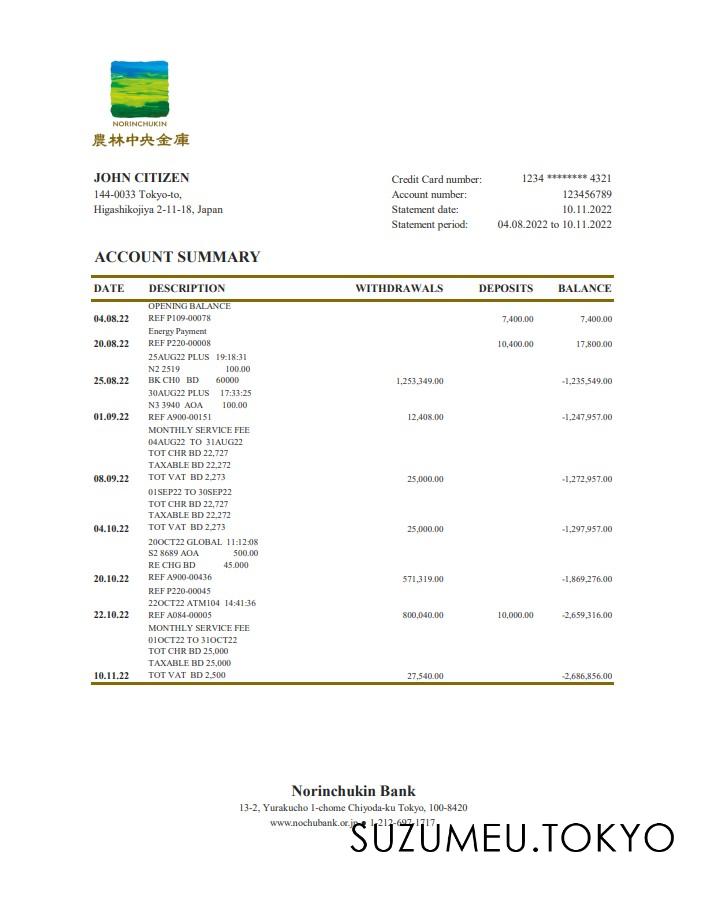 NORINCHUKIN
農林中央金庫
JOHN CITIZEN
144-0033 Tokyo-to,
Higashikojiya 2-11-18, Japan
Credit Card number: 1234 ******** 4321
Account number: 123456789
Statement date: 10.11.2022
Statement period: 04.08.2022 to 10.11.2022
ACCOUNT SUMMARY
DATE DESCRIPTION WITHDRAWALS DEPOSITS BALANCE
OPENING BALANCE
04.08.22 REF P109-00078 7,400.00 7,400.00
Energy Payment
20.08.22 REF P220-00008 10,400.00 17,800.00
25AUG22 PLUS 19:18:31
N2 2519 100.00
25.08.22 BK CH0 BD 60000 1,253,349.00 -1,235,549.00
30AUG22 PLUS 17:33:25
N3 3940 AOA 100.00
01.09.22 REF A900-00151 12,408.00 -1,247,957.00
MONTHLY SERVICE FEE
04AUG22 TO 31AUG22
TOT CHR BD 22,727
TAXABLE BD 22,272
08.09.22 TOT VAT BD 2,273 25,000.00 -1,272,957.00
01SEP22 TO 30SEP22
TOT CHR BD 22,727
TAXABLE BD 22,272
04.10.22 TOT VAT BD 2,273 25,000.00 -1,297,957.00
20OCT22 GLOBAL 11:12:08
S2 8689 AOA 500.00
RE CHG BD 45.000
20.10.22 REF A900-00436 571,319.00 -1,869,276.00
REF P220-00045
22OCT22 ATM104 14:41:36
22.10.22 REF A084-00005 800,040.00 10,000.00 -2,659,316.00
MONTHLY SERVICE FEE
01OCT22 TO 31OCT22
TOT CHR BD 25,000
TAXABLE BD 25,000
10.11.22 TOT VAT BD 2,500 27,540.00 -2,686,856.00
Norinchukin Bank
13-2, Yurakucho 1-chome Chiyoda-ku Tokyo, 100-8420
www.nochubank.or.jp ● 1-212-697-1717
SUZUMEU.TOKYO